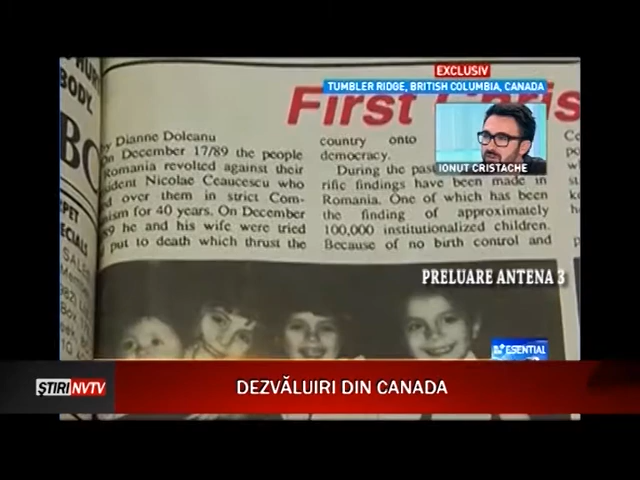 BODY.
EXCLUSIV
TUMBLER RIDGE, BRITISH COLUMBIA, CANADA
First
IONUT CRISTACHE
by Dianne Doleanu
On December 17/89 the people
Romania revolted against their
sident Nicolae Ceaucescu who
ed over them in strict Com-
nism for 40 years. On December
he and his wife were tried
put to death which thrust the
country onto
democracy.
During the past
rific findings have been made in
Romania. One of which has been
the finding of approximately
100,000 institutionalized children.
Because of no birth control and
PRELUARE ANTENA 3
ESENTIAL
ȘTIRI NVTV
DEZVĂLUIRI DIN CANADA